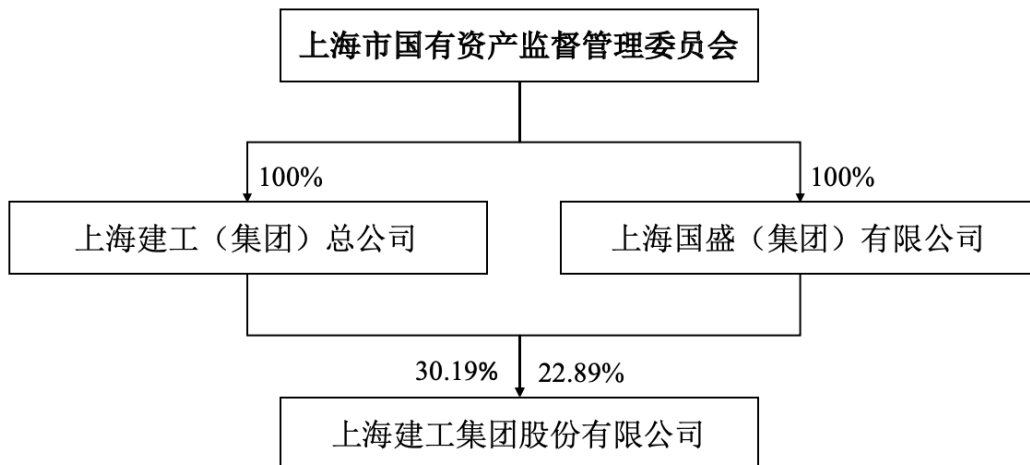 上海市国有资产监督管理委员会
100%
100%
上海建工（集团）总公司
上海国盛（集团）有限公司
30.19%
22.89%
上海建工集团股份有限公司